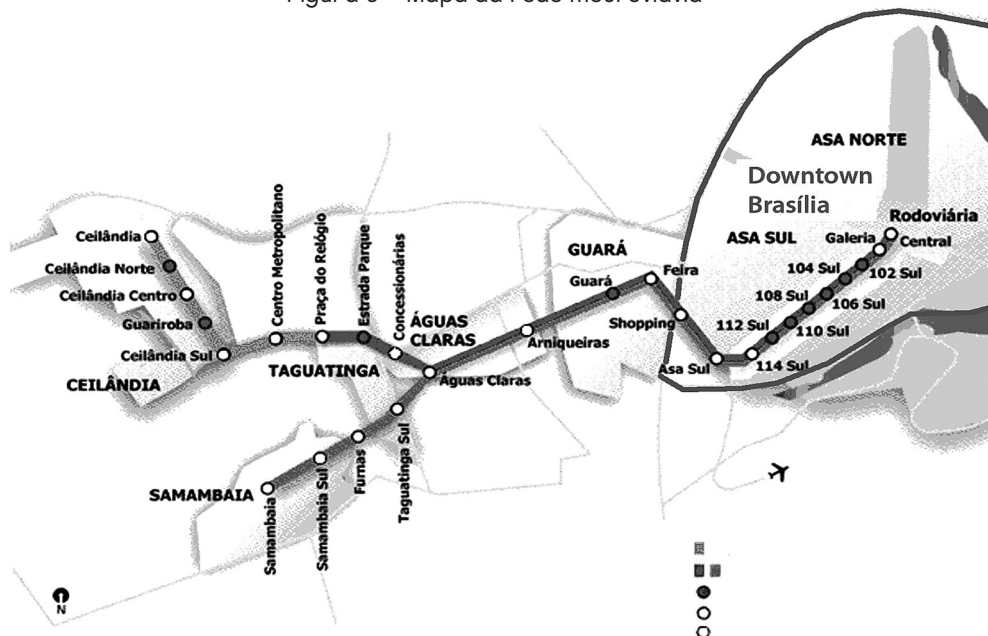 ASA NORTE
Downtown
Brasília
ASA SUL
Rodoviária
Galeria
Central
104 Sul
102 Sul
108 Sul
106 Sul
112 Sul
110 Sul
114 Sul
Asa Sul
Shopping
Feira
GUARÁ
Guará
Arniqueiras
ÁGUAS
CLARAS
Águas Claras
Concessionárias
Estrada Parque
Praça do Relógio
Centro Metropolitano
TAGUATINGA
Ceilândia
Ceilândia Norte
Ceilândia Centro
Guariroba
Ceilândia Sul
CEILÂNDIA
Taguatinga Sul
Furnas
Samambaia Sul
Samambaia
SAMAMBAIA
N